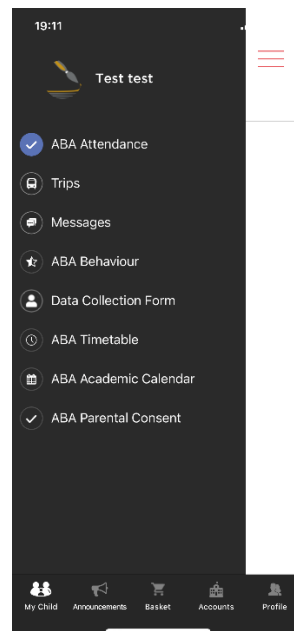 19:11
Test test
ABA Attendance
Trips
Messages
ABA Behaviour
Data Collection Form
ABA Timetable
ABA Academic Calendar
ABA Parental Consent
My Child Announcements Basket Accounts Profile